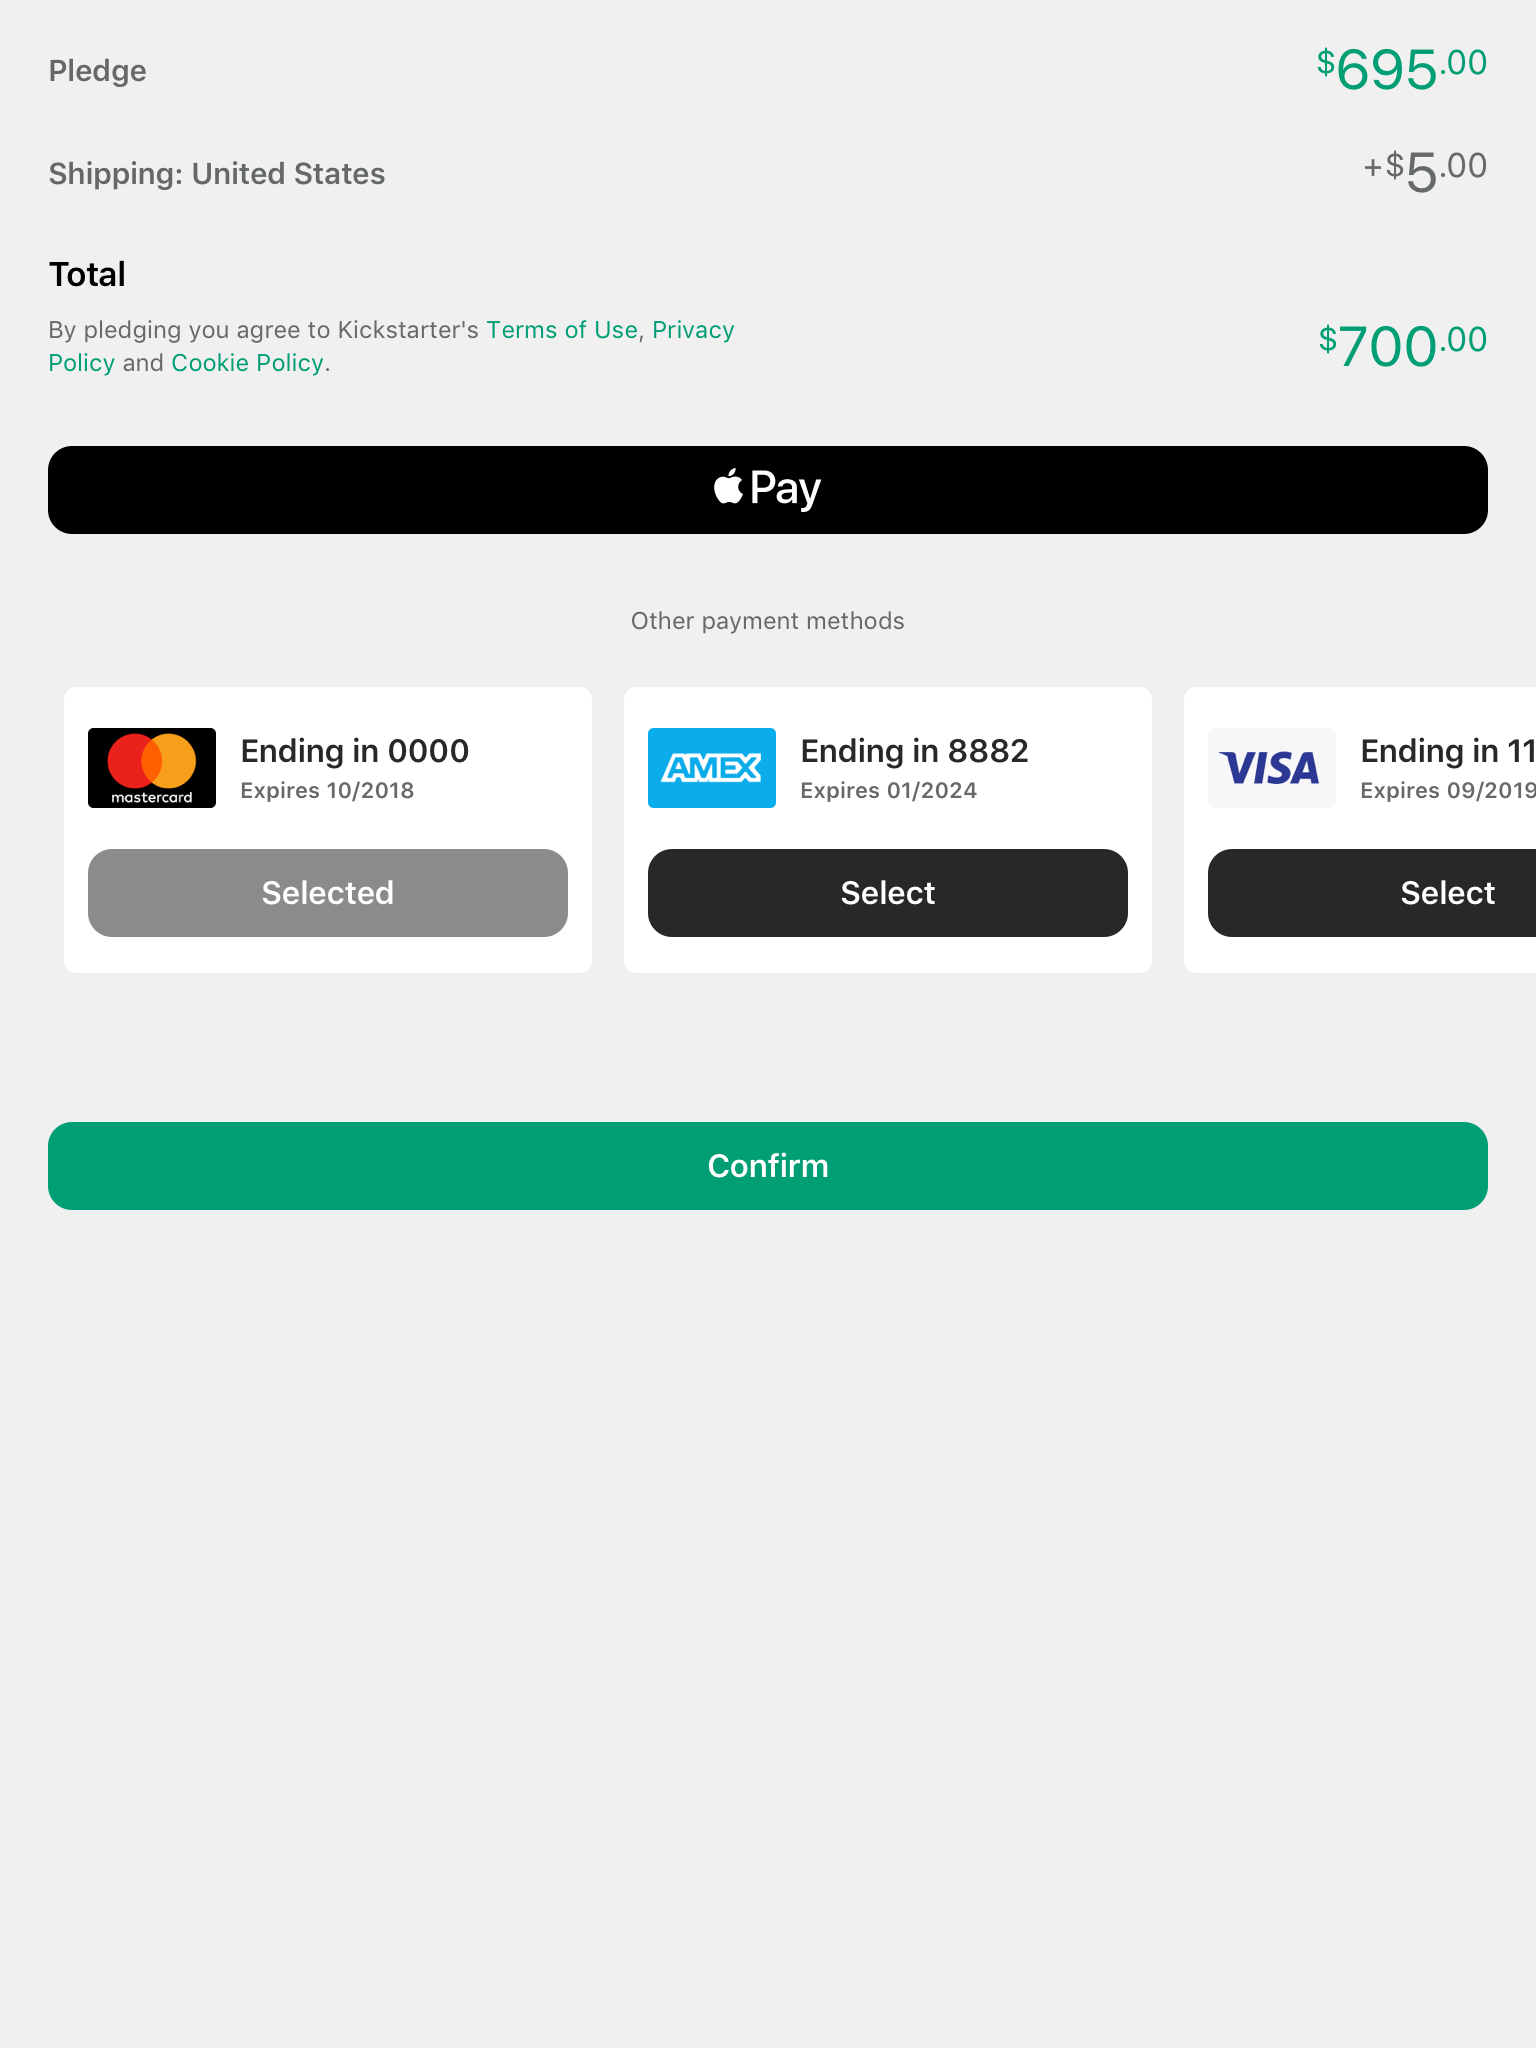 Pledge
$695.00
Shipping: United States
+$5.00
Total
By pledging you agree to Kickstarter's Terms of Use, Privacy
Policy and Cookie Policy.
$700.00
Pay
Other payment methods
mastercard
Ending in 0000
Expires 10/2018
Selected
AMEX
Ending in 8882
Expires 01/2024
Select
VISA
Ending in 11
Expires 09/2019
Select
Confirm